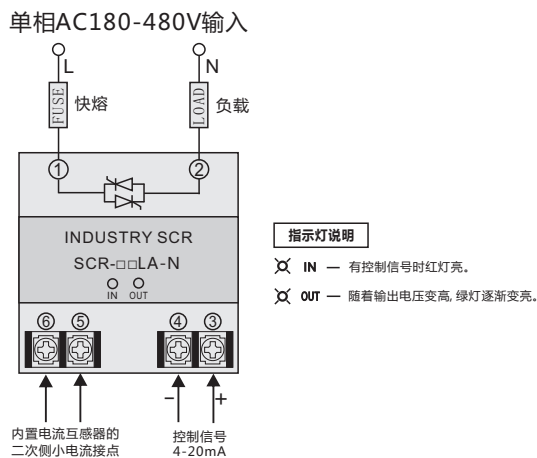 单相AC180-480V输入
L
N
FUSE
快熔
LOAD
负载
①
②
INDUSTRY SCR
SCR-□□LA-N
IN OUT
⑥ ⑤ ④ ③
- +
内置电流互感器的
二次侧小电流接点
控制信号
4-20mA
指示灯说明
IN — 有控制信号时红灯亮。
OUT — 随着输出电压变高, 绿灯逐渐变亮。